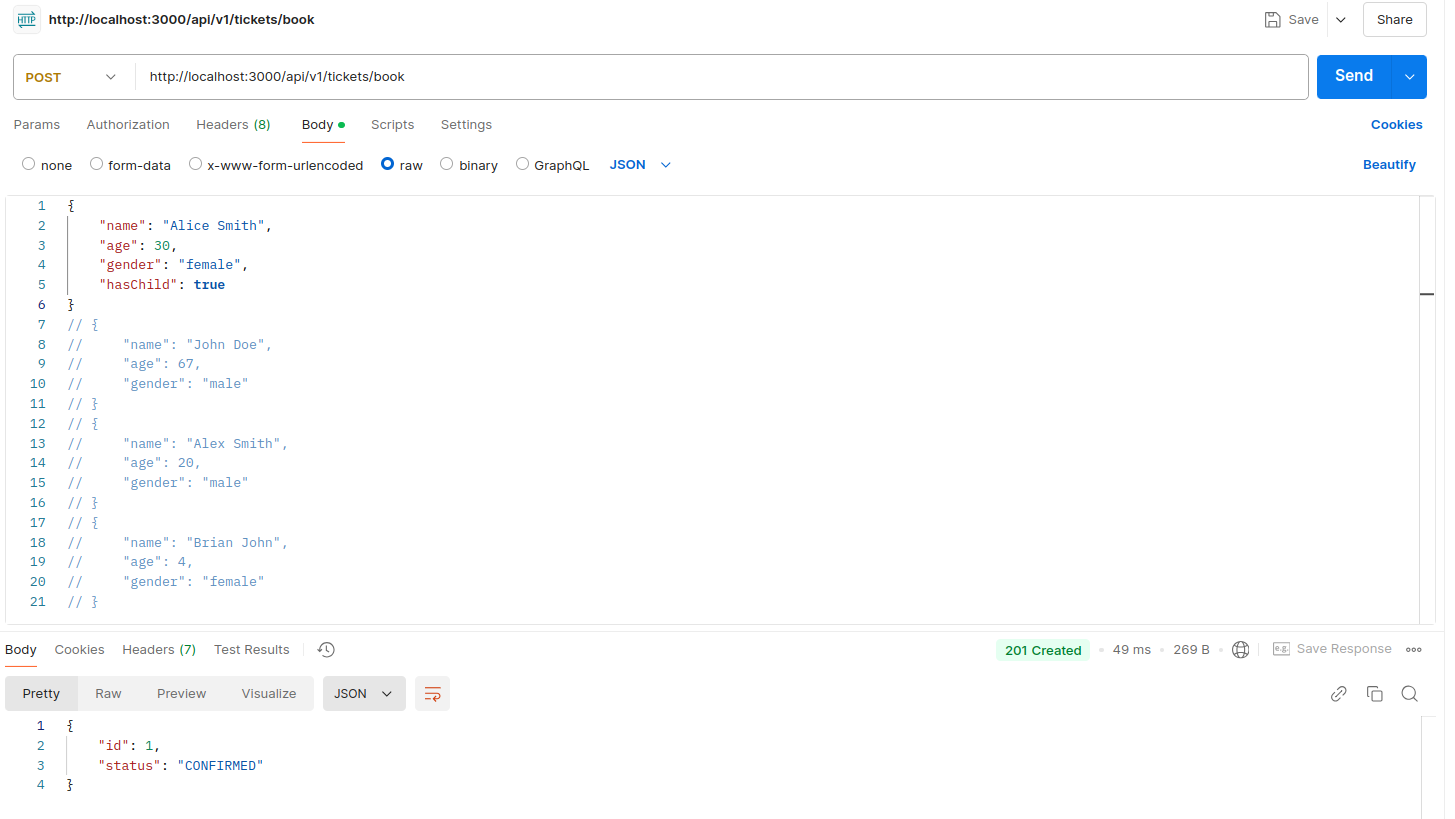 HTTP http://localhost:3000/api/v1/tickets/book Save Share
POST http://localhost:3000/api/v1/tickets/book Send
Params Authorization Headers (8) Body Scripts Settings Cookies
none form-data x-www-form-urlencoded raw binary GraphQL JSON Beautify
1 {
2 "name": "Alice Smith",
3 "age": 30,
4 "gender": "female",
5 "hasChild": true
6 }
7 // {
8 // "name": "John Doe",
9 // "age": 67,
10 // "gender": "male"
11 // }
12 // {
13 // "name": "Alex Smith",
14 // "age": 20,
15 // "gender": "male"
16 // }
17 // {
18 // "name": "Brian John",
19 // "age": 4,
20 // "gender": "female"
21 // }
Body Cookies Headers (7) Test Results 201 Created 49 ms 269 B e.g. Save Response
Pretty Raw Preview Visualize JSON
1 {
2 "id": 1,
3 "status": "CONFIRMED"
4 }